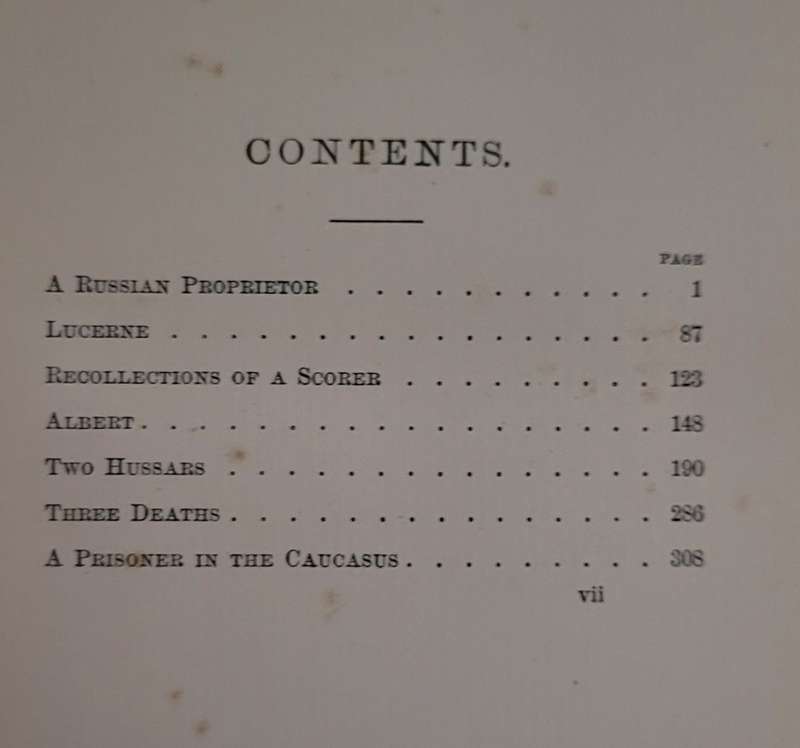 CONTENTS.
PAGE
A RUSSIAN PROPRIETOR . . . . . . . . . . . 1
LUCERNE . . . . . . . . . . . . . . . . . 87
RECOLLECTIONS OF A SCORER . . . . . . . . . 123
ALBERT . . . . . . . . . . . . . . . . . . 148
TWO HUSSARS . . . . . . . . . . . . . . . 190
THREE DEATHS . . . . . . . . . . . . . . . 286
A PRISONER IN THE CAUCASUS . . . . . . . . . 308
vii